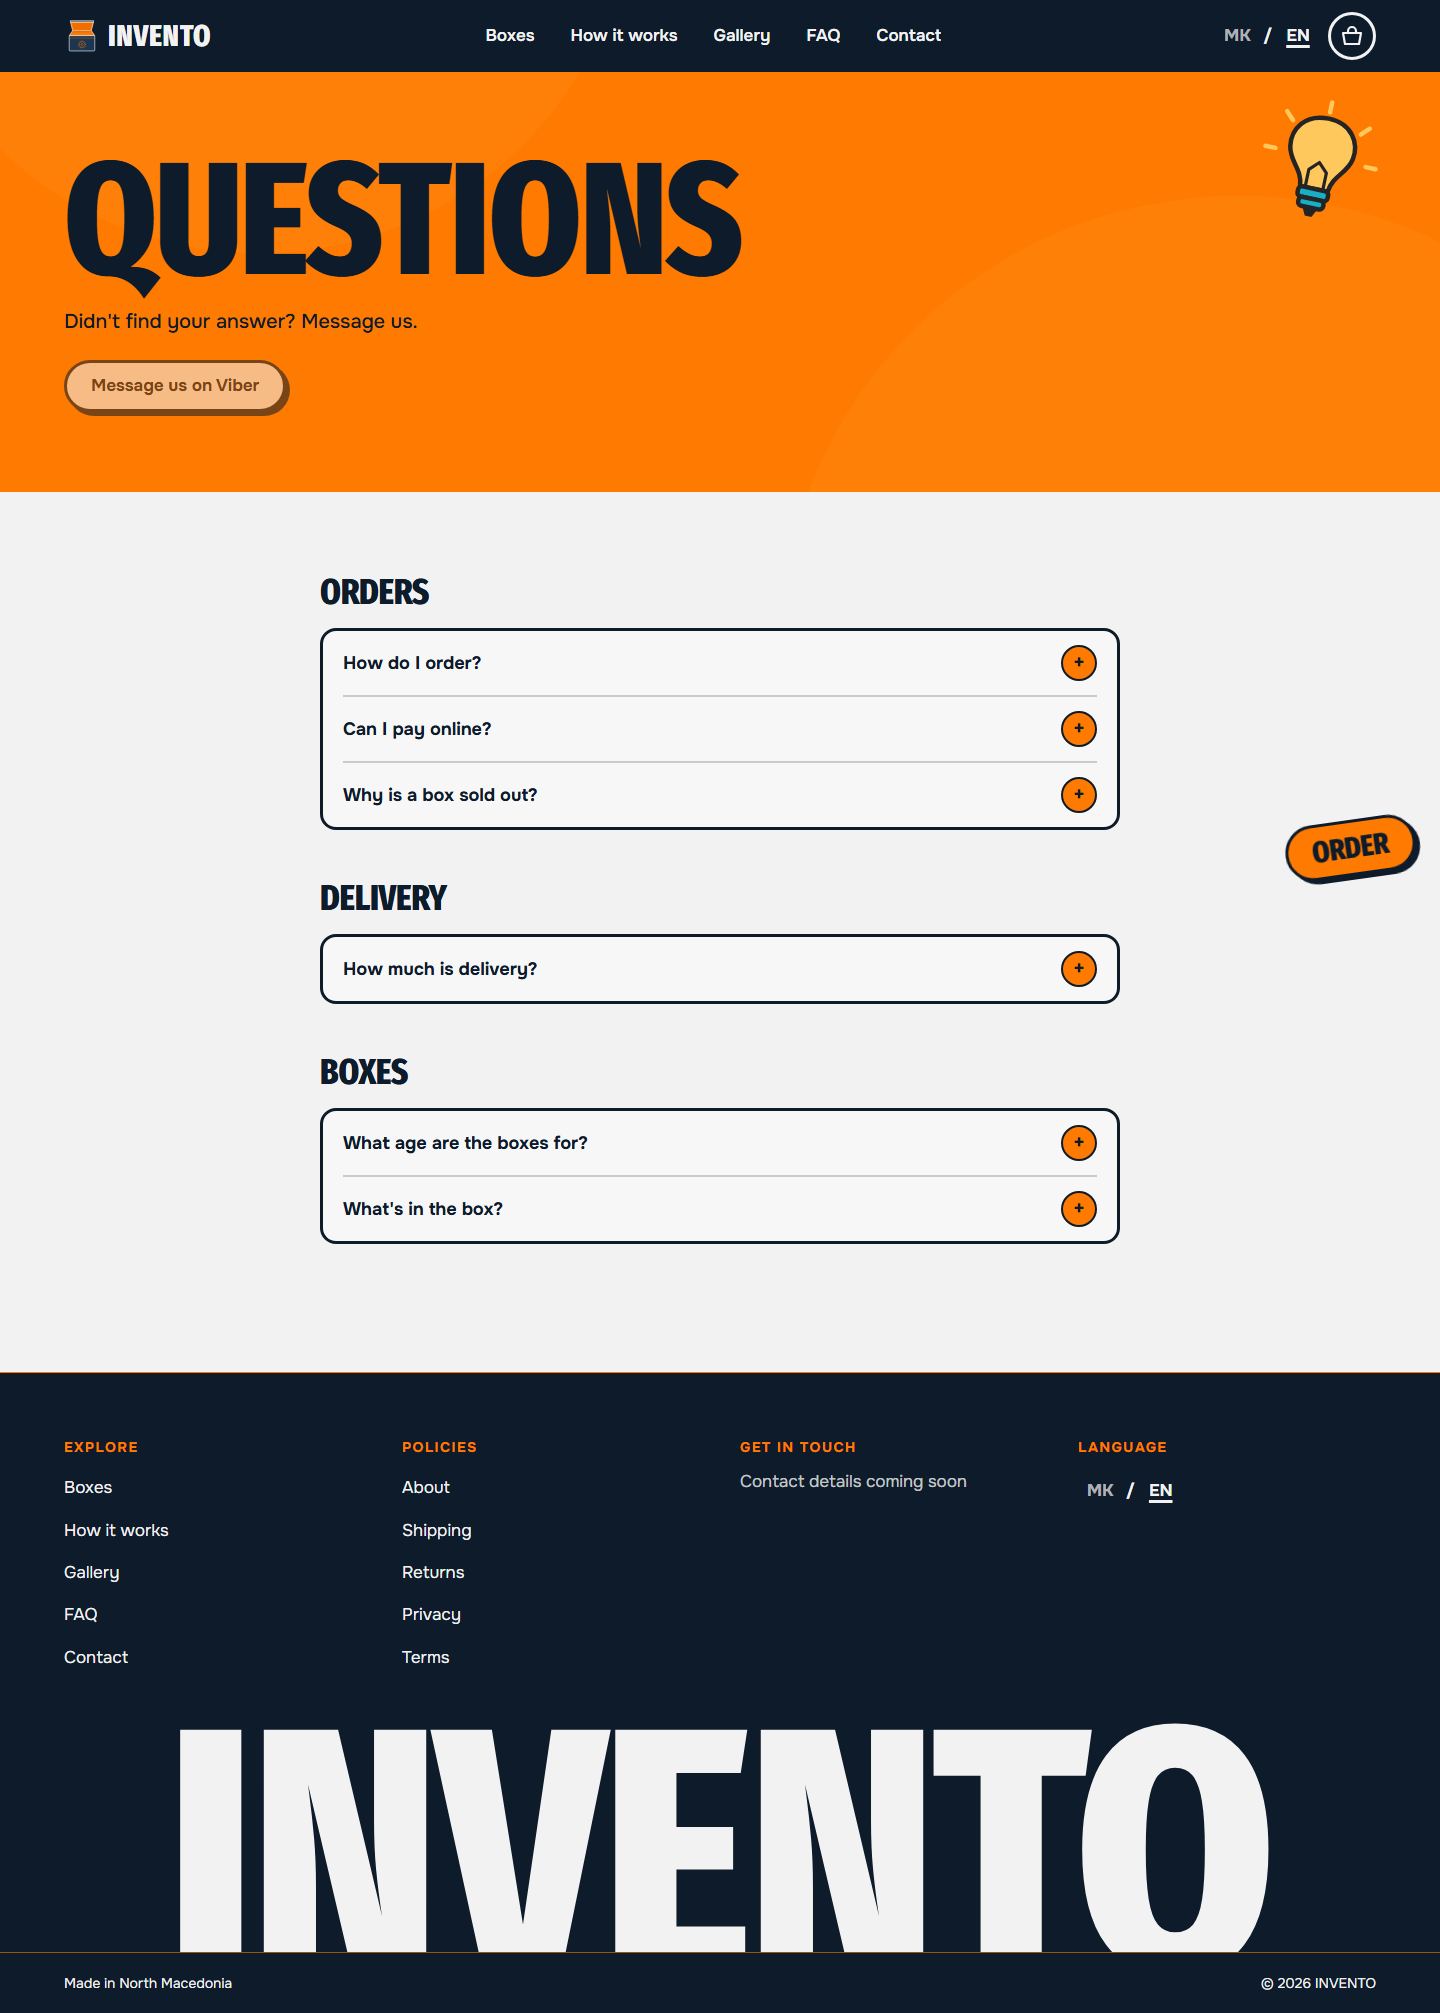 INVENTO
Boxes How it works Gallery FAQ Contact
MK / EN
QUESTIONS
Didn't find your answer? Message us.
Message us on Viber
ORDERS
How do I order?
+
Can I pay online?
+
Why is a box sold out?
+
ORDER
DELIVERY
How much is delivery?
+
BOXES
What age are the boxes for?
+
What's in the box?
+
EXPLORE
Boxes
How it works
Gallery
FAQ
Contact
POLICIES
About
Shipping
Returns
Privacy
Terms
GET IN TOUCH
Contact details coming soon
LANGUAGE
MK / EN
INVENTO
Made in North Macedonia
© 2026 INVENTO